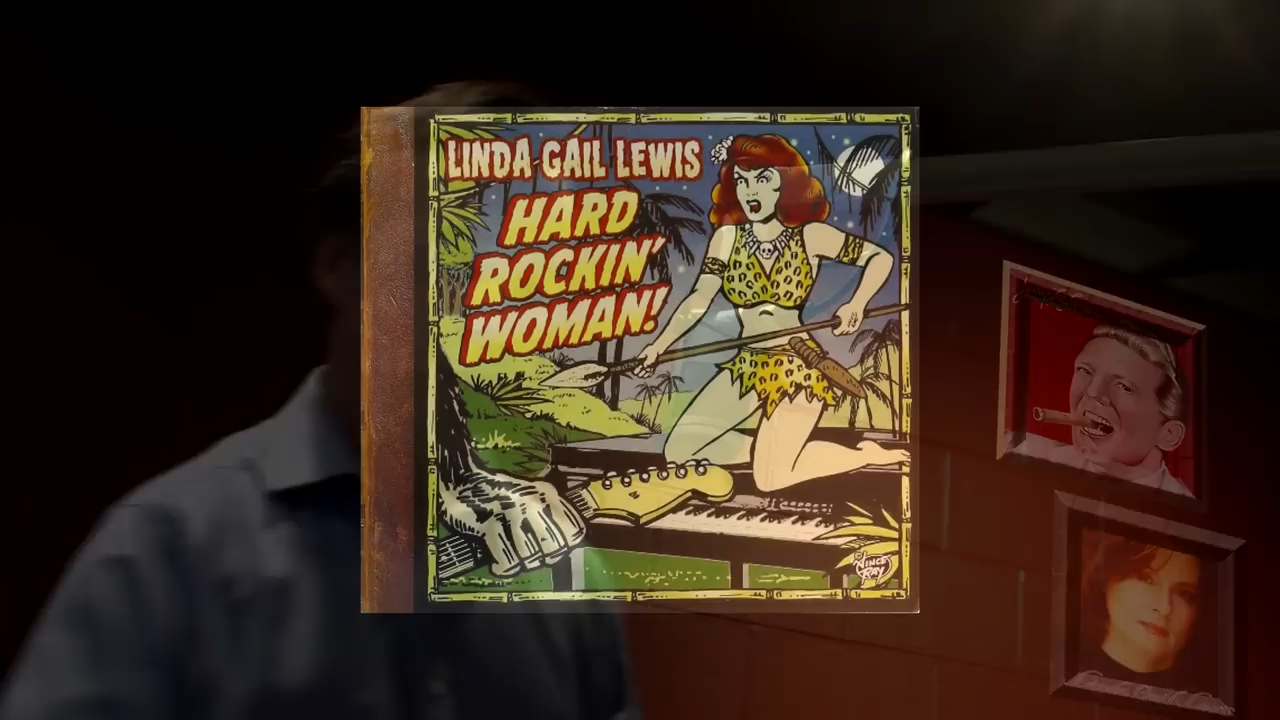 LINDA GAIL LEWIS
HARD
ROCKIN'
WOMAN!
VINCE
RAY